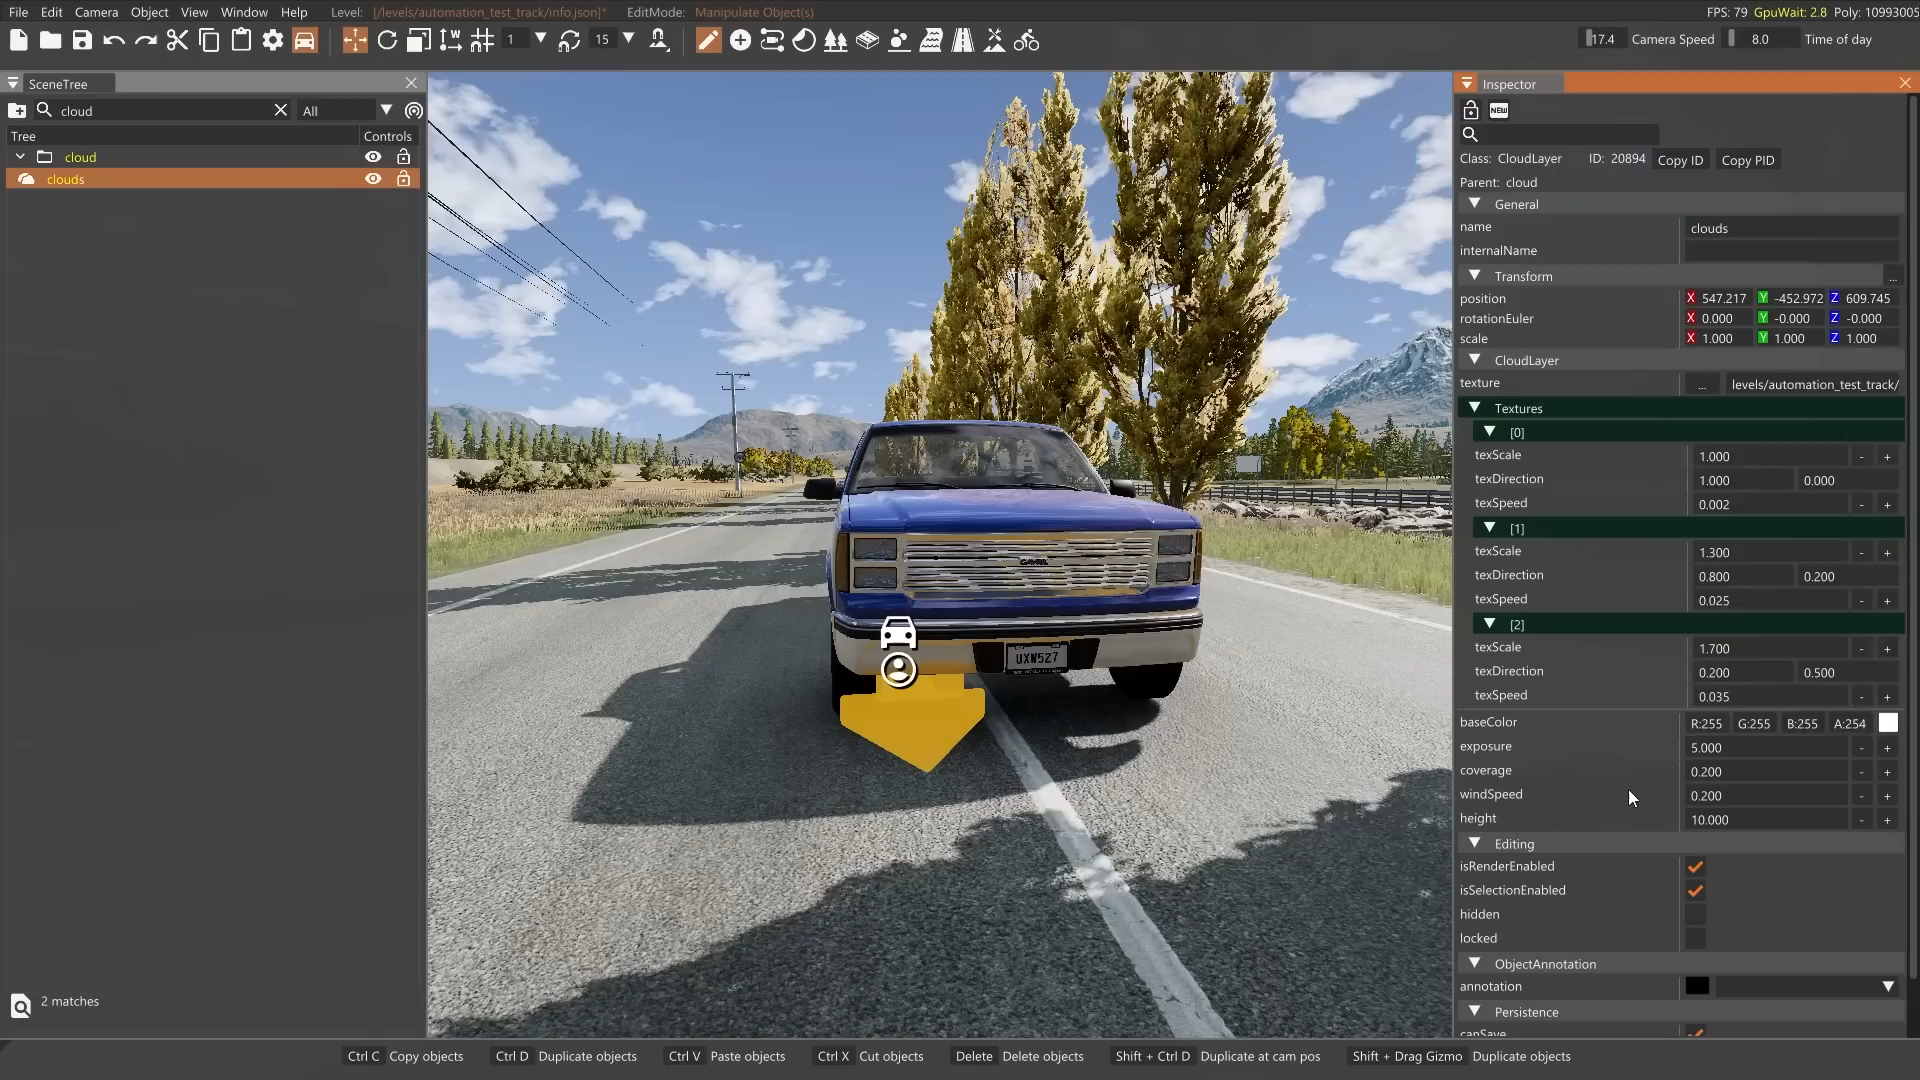 File Edit Camera Object View Window Help Level: [/levels/automation_test_track/info.json]* EditMode: Manipulate Object(s) FPS: 79 GpuWait: 2.8 Poly: 10993005
1 15 17.4 Camera Speed 8.0 Time of day
SceneTree
cloud All
Tree Controls
cloud
clouds
2 matches
GAVRIL
UXW527
Inspector
NEW
Class: CloudLayer ID: 20894 Copy ID Copy PID
Parent: cloud
General
name clouds
internalName
Transform ...
position X 547.217 Y -452.972 Z 609.745
rotationEuler X 0.000 Y -0.000 Z -0.000
scale X 1.000 Y 1.000 Z 1.000
CloudLayer
texture ... levels/automation_test_track/
Textures
[0]
texScale 1.000 - +
texDirection 1.000 0.000
texSpeed 0.002 - +
[1]
texScale 1.300 - +
texDirection 0.800 0.200
texSpeed 0.025 - +
[2]
texScale 1.700 - +
texDirection 0.200 0.500
texSpeed 0.035 - +
baseColor R:255 G:255 B:255 A:254
exposure 5.000 - +
coverage 0.200 - +
windSpeed 0.200 - +
height 10.000 - +
Editing
isRenderEnabled
isSelectionEnabled
hidden
locked
ObjectAnnotation
annotation
Persistence
canSave
Ctrl C Copy objects Ctrl D Duplicate objects Ctrl V Paste objects Ctrl X Cut objects Delete Delete objects Shift + Ctrl D Duplicate at cam pos Shift + Drag Gizmo Duplicate objects